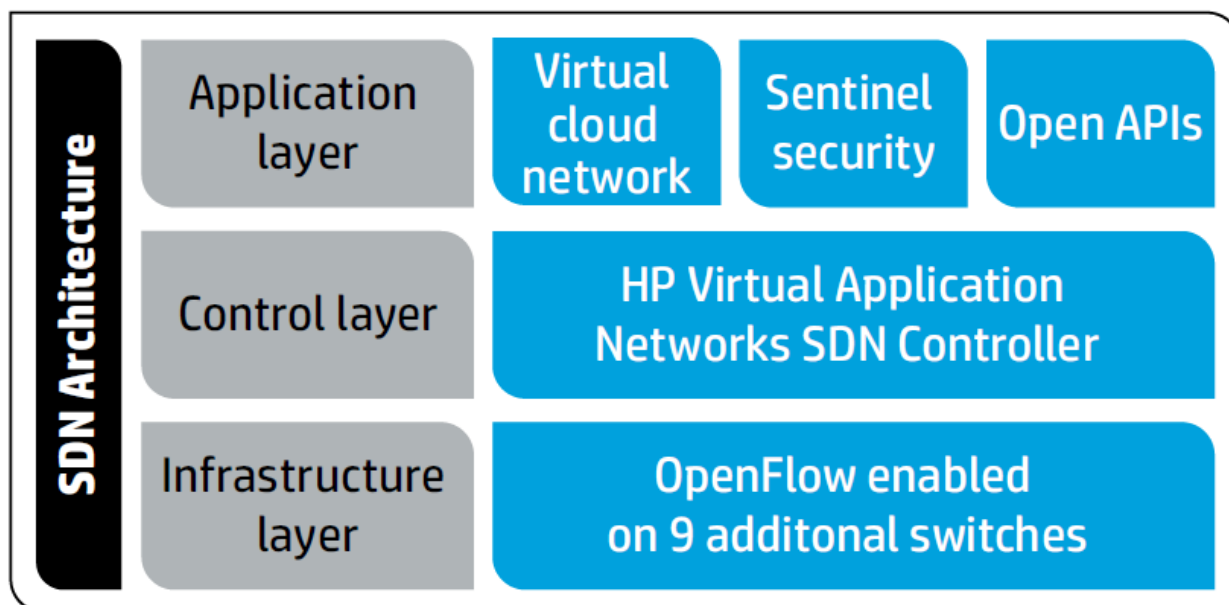 SDN Architecture
Application
layer
Virtual
cloud
network
Sentinel
security
Open APIs
Control layer
HP Virtual Application
Networks SDN Controller
Infrastructure
layer
OpenFlow enabled
on 9 additonal switches